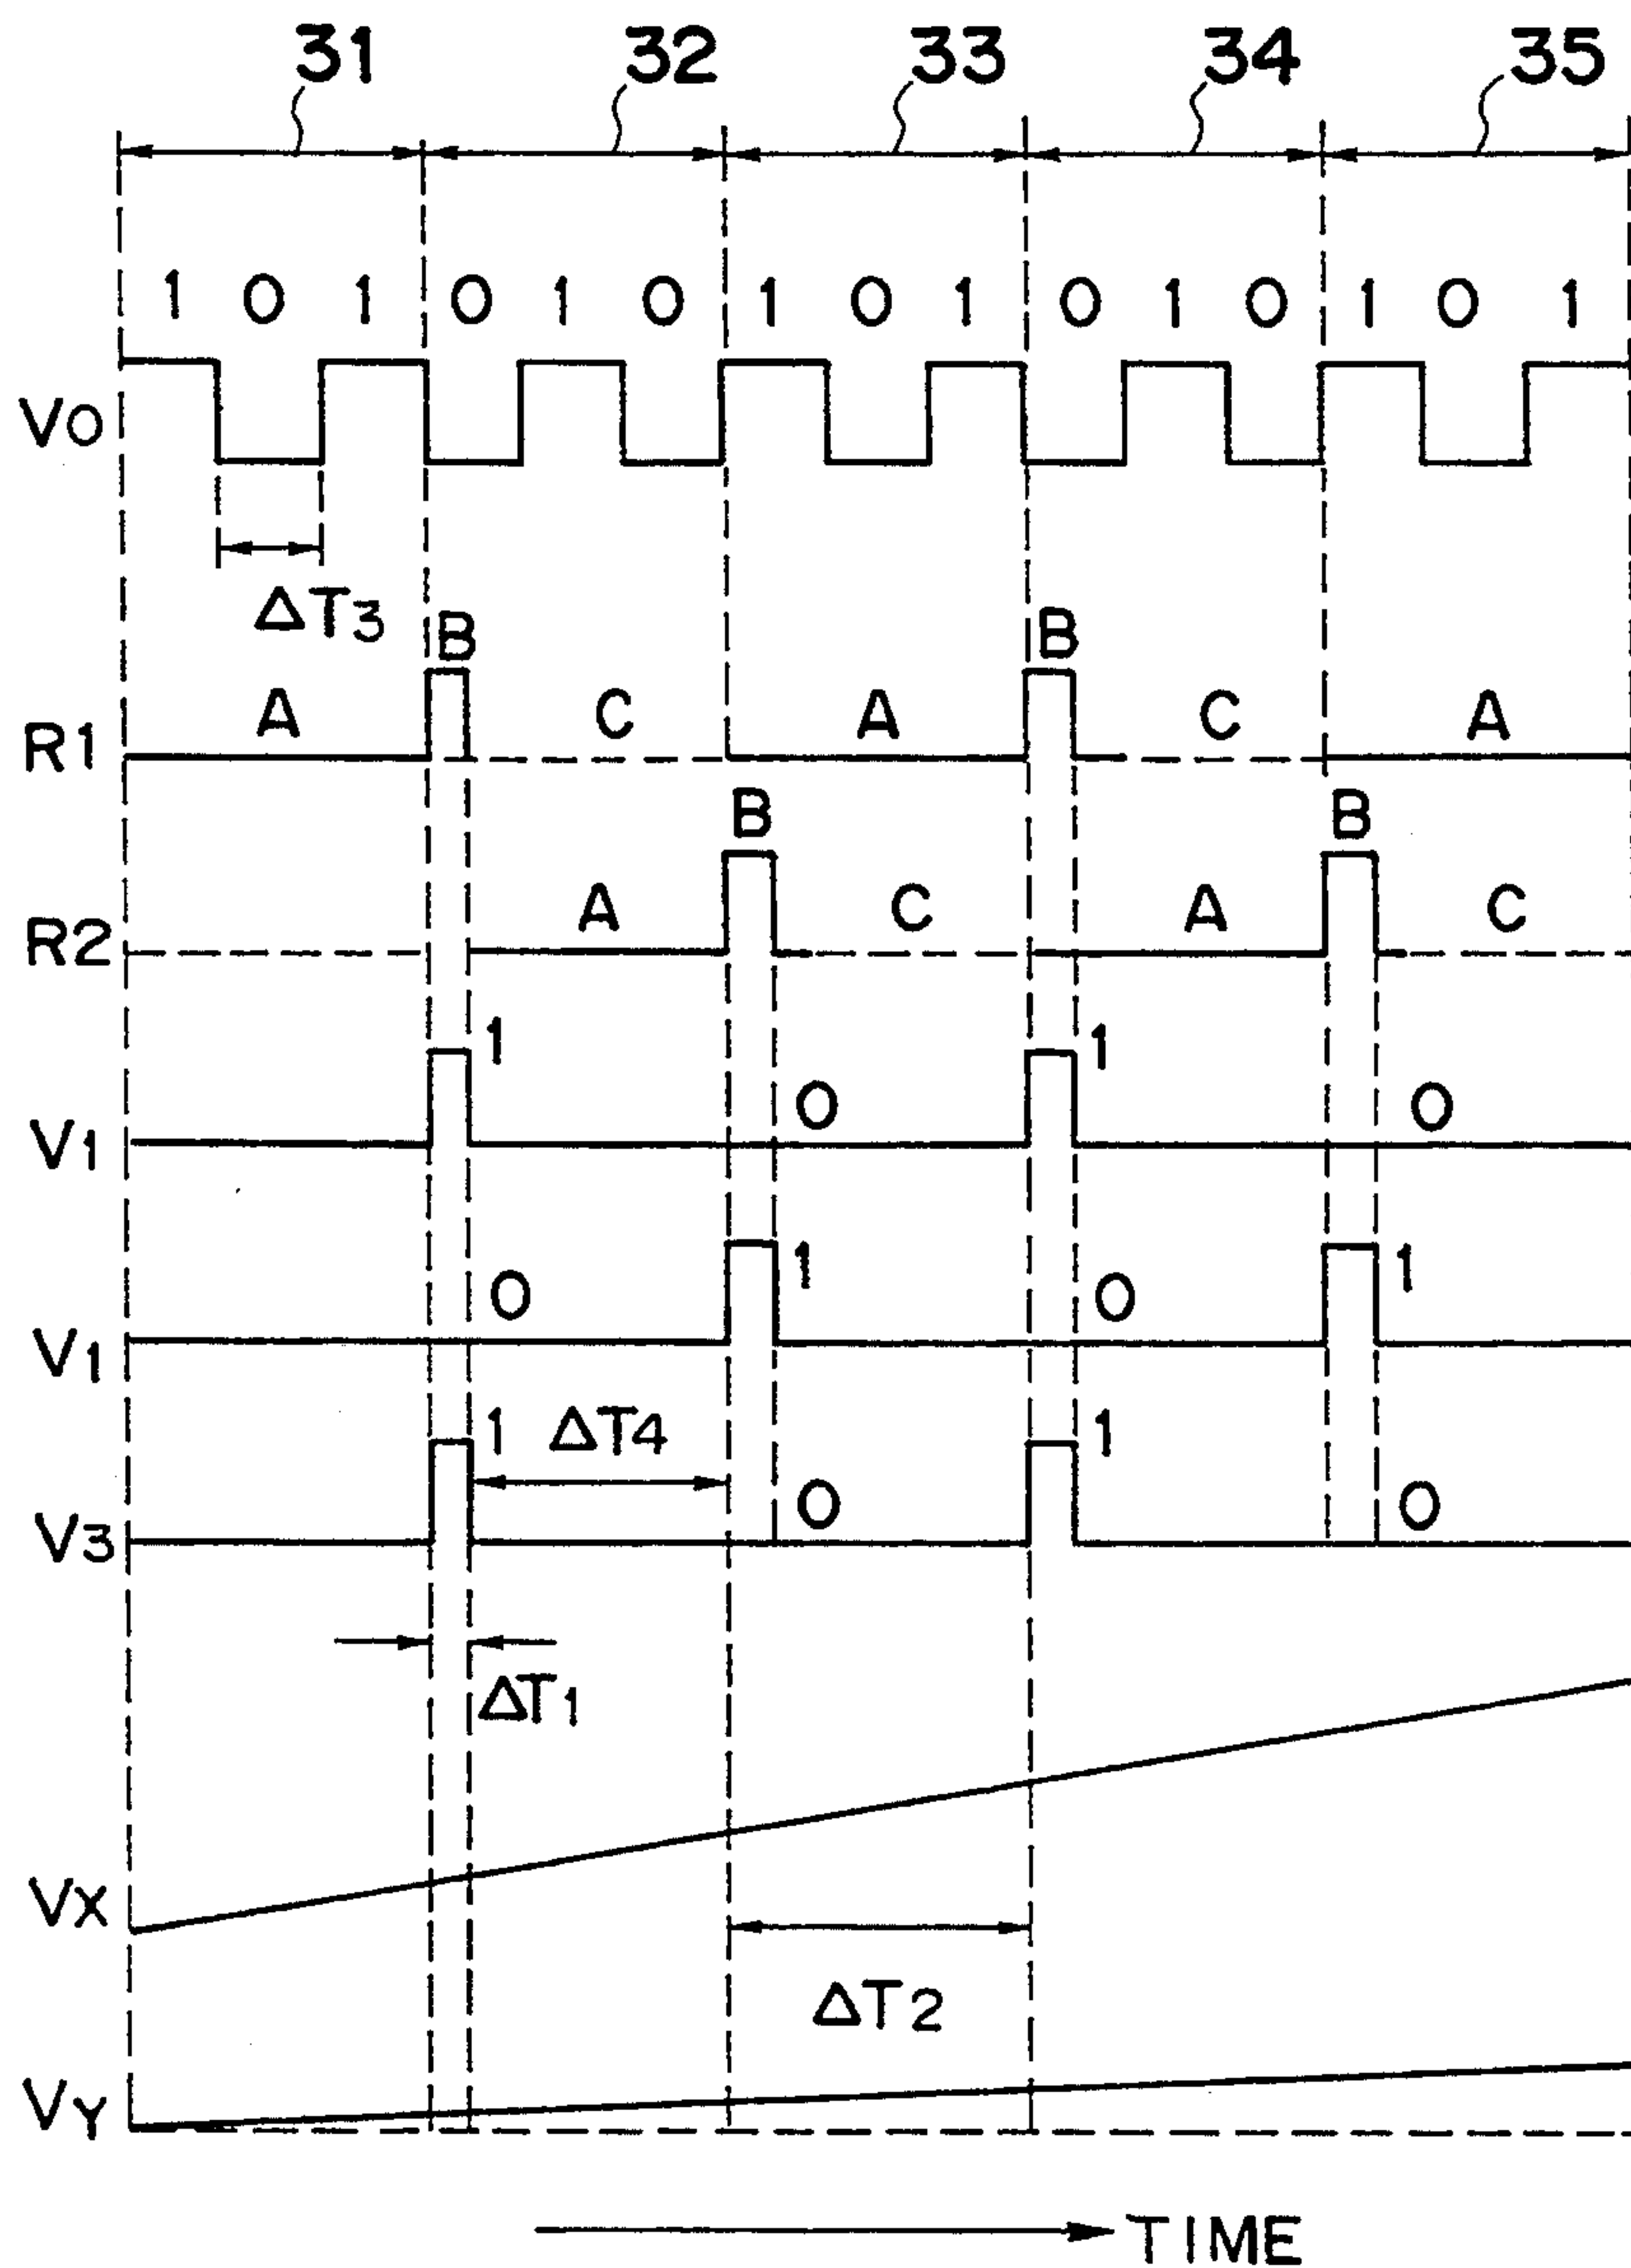 31 32 33 34 35
1 0 1 0 1 0 1 0 1 0 1 0 1 0 1
V0
ΔT3
B B
R1 A C A C A
B B
R2 A C A C
1 1
V1 0 0
1 1
V1 0 0
1 ΔT4 1
V3 0 0
ΔT1
VX
ΔT2
VY
TIME